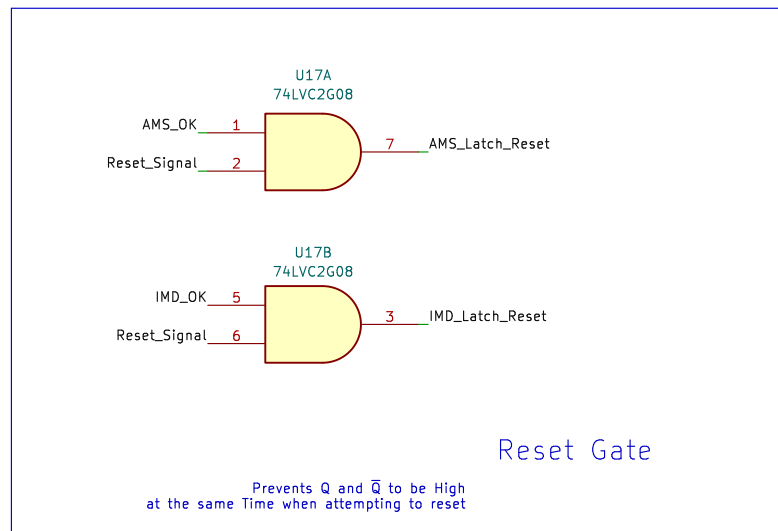 U17A
74LVC2G08
AMS_OK
1
Reset_Signal
2
7
AMS_Latch_Reset
U17B
74LVC2G08
IMD_OK
5
Reset_Signal
6
3
IMD_Latch_Reset
Reset Gate
Prevents Q and Q̅ to be High
at the same Time when attempting to reset